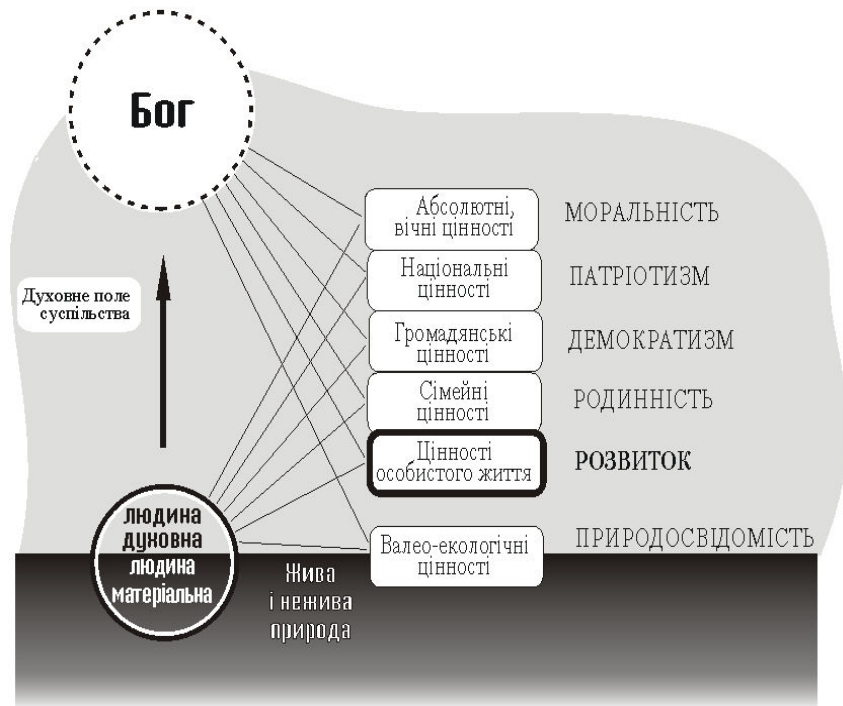 Бог
Абсолютні,
вічні цінності
МОРАЛЬНІСТЬ
Національні
цінності
ПАТРІОТИЗМ
Духовне поле
суспільства
Громадянські
цінності
ДЕМОКРАТИЗМ
Сімейні
цінності
РОДИННІСТЬ
Цінності
особистого життя
РОЗВИТОК
людина
духовна
людина
матеріальна
Валео-екологічні
цінності
ПРИРОДОСВІДОМІСТЬ
Жива
і нежива
природа